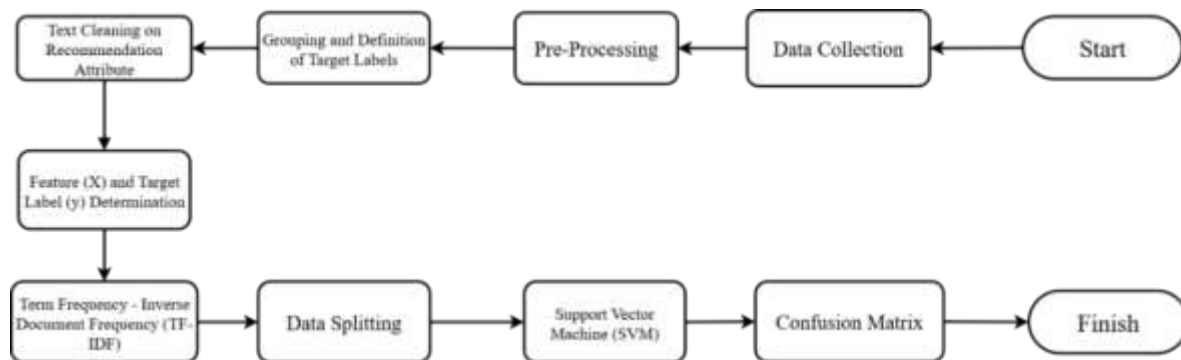 Start
Data Collection
Pre-Processing
Grouping and Definition
of Target Labels
Text Cleaning on
Recommendation
Attribute
Feature (X) and Target
Label (y) Determination
Term Frequency - Inverse
Document Frequency (TF-
IDF)
Data Splitting
Support Vector
Machine (SVM)
Confusion Matrix
Finish